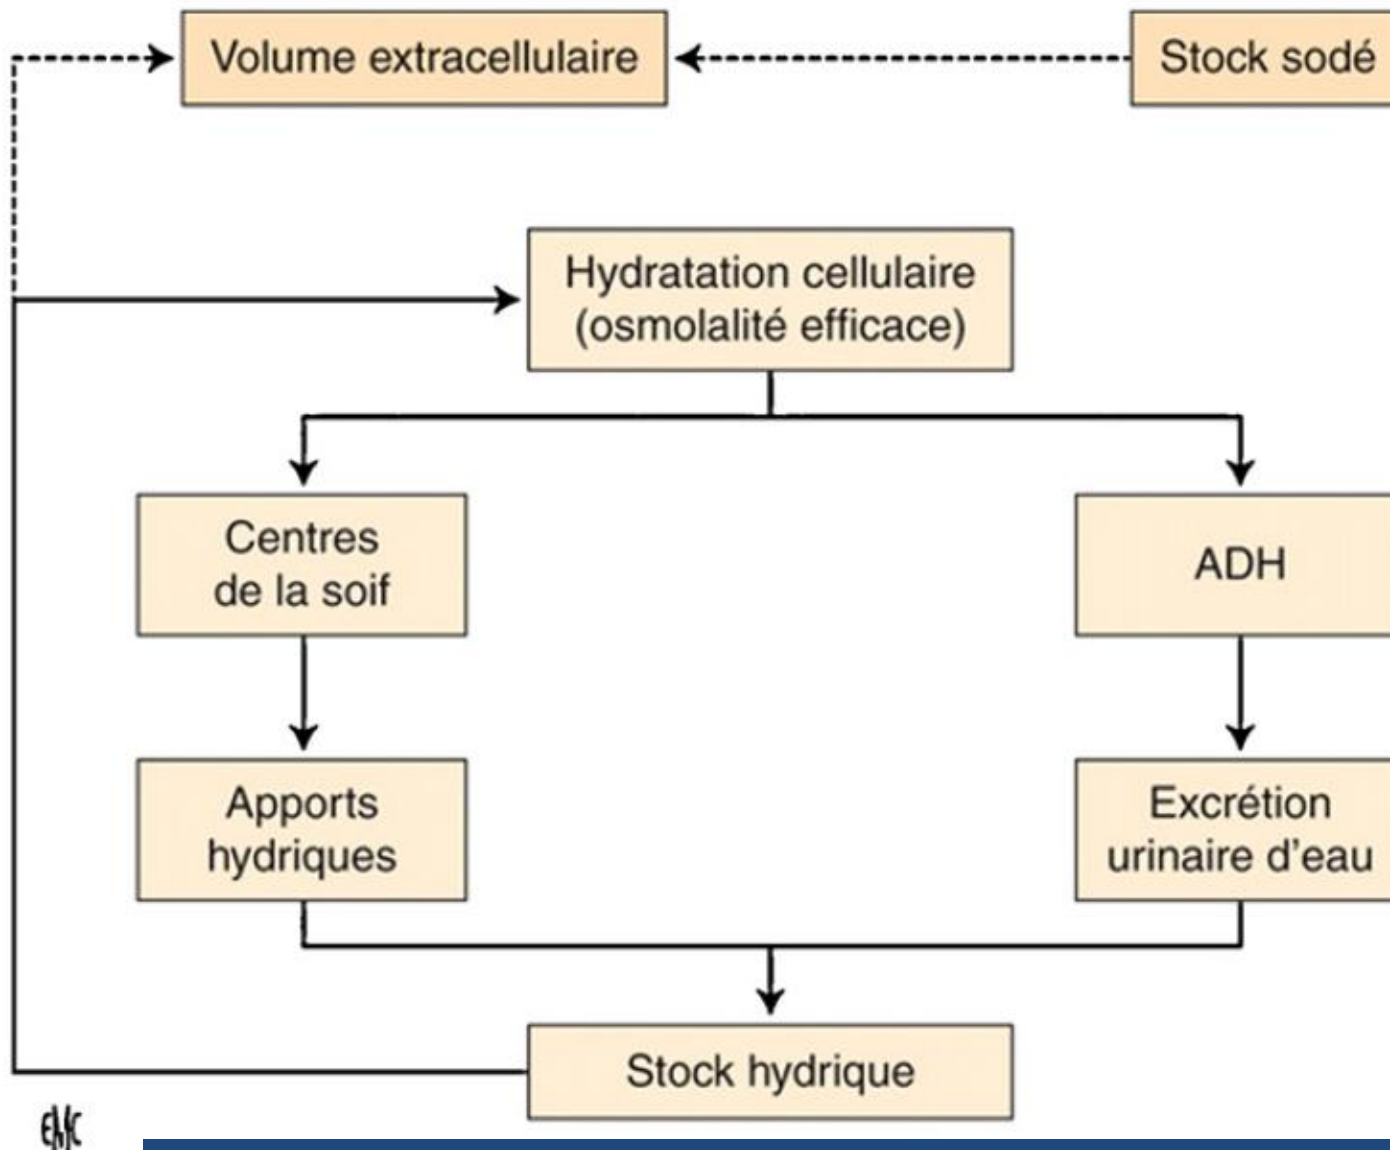 Volume extracellulaire
Stock sodé
Hydratation cellulaire
(osmolalité efficace)
Centres
de la soif
ADH
Apports
hydriques
Excrétion
urinaire d'eau
Stock hydrique
EMC